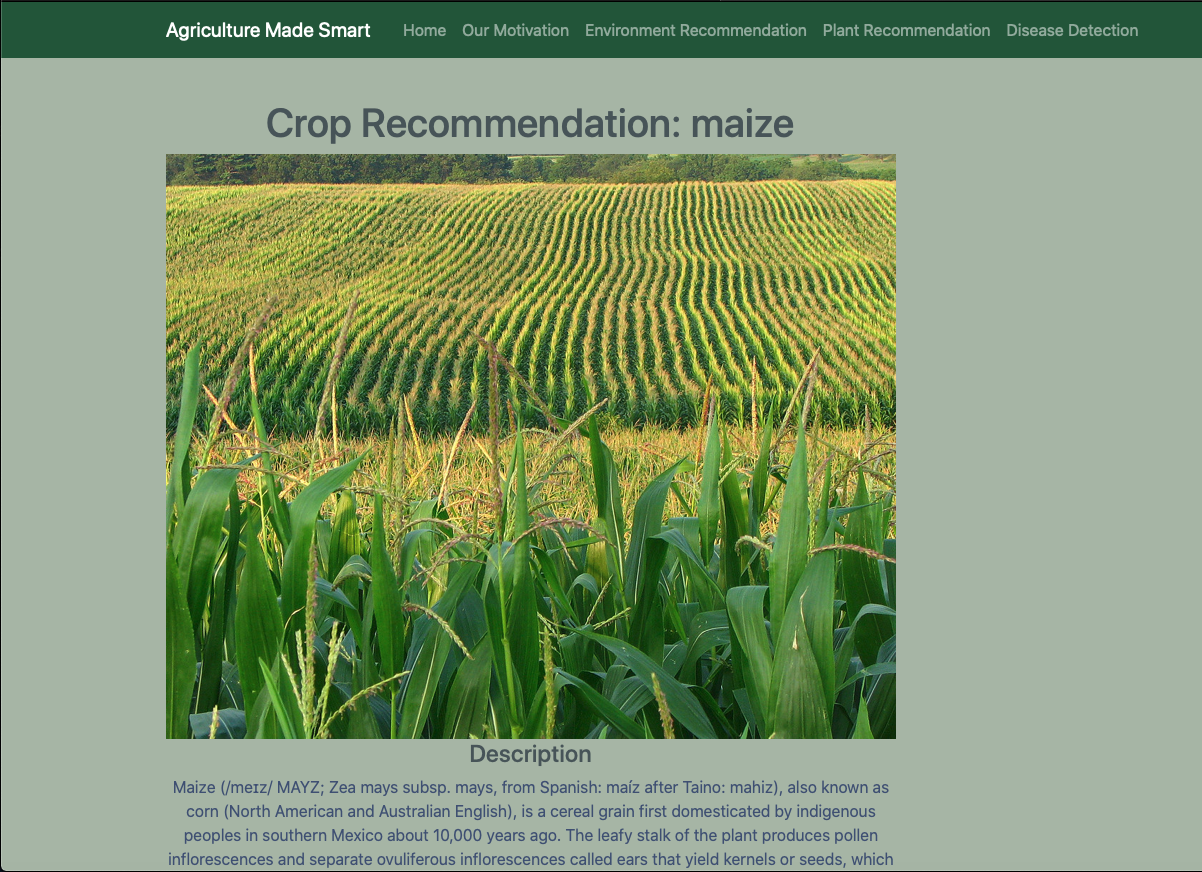 Agriculture Made Smart Home Our Motivation Environment Recommendation Plant Recommendation Disease Detection
Crop Recommendation: maize
Description
Maize (/meɪz/ MAYZ; Zea mays subsp. mays, from Spanish: maíz after Taino: mahiz), also known as
corn (North American and Australian English), is a cereal grain first domesticated by indigenous
peoples in southern Mexico about 10,000 years ago. The leafy stalk of the plant produces pollen
inflorescences and separate ovuliferous inflorescences called ears that yield kernels or seeds, which